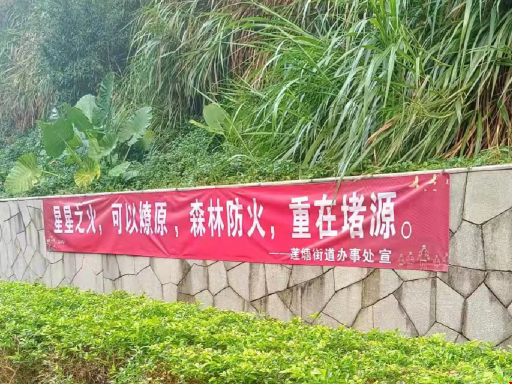 星星之火，可以燎原，森林防火，重在堵源。
——莲塘街道办事处 宣